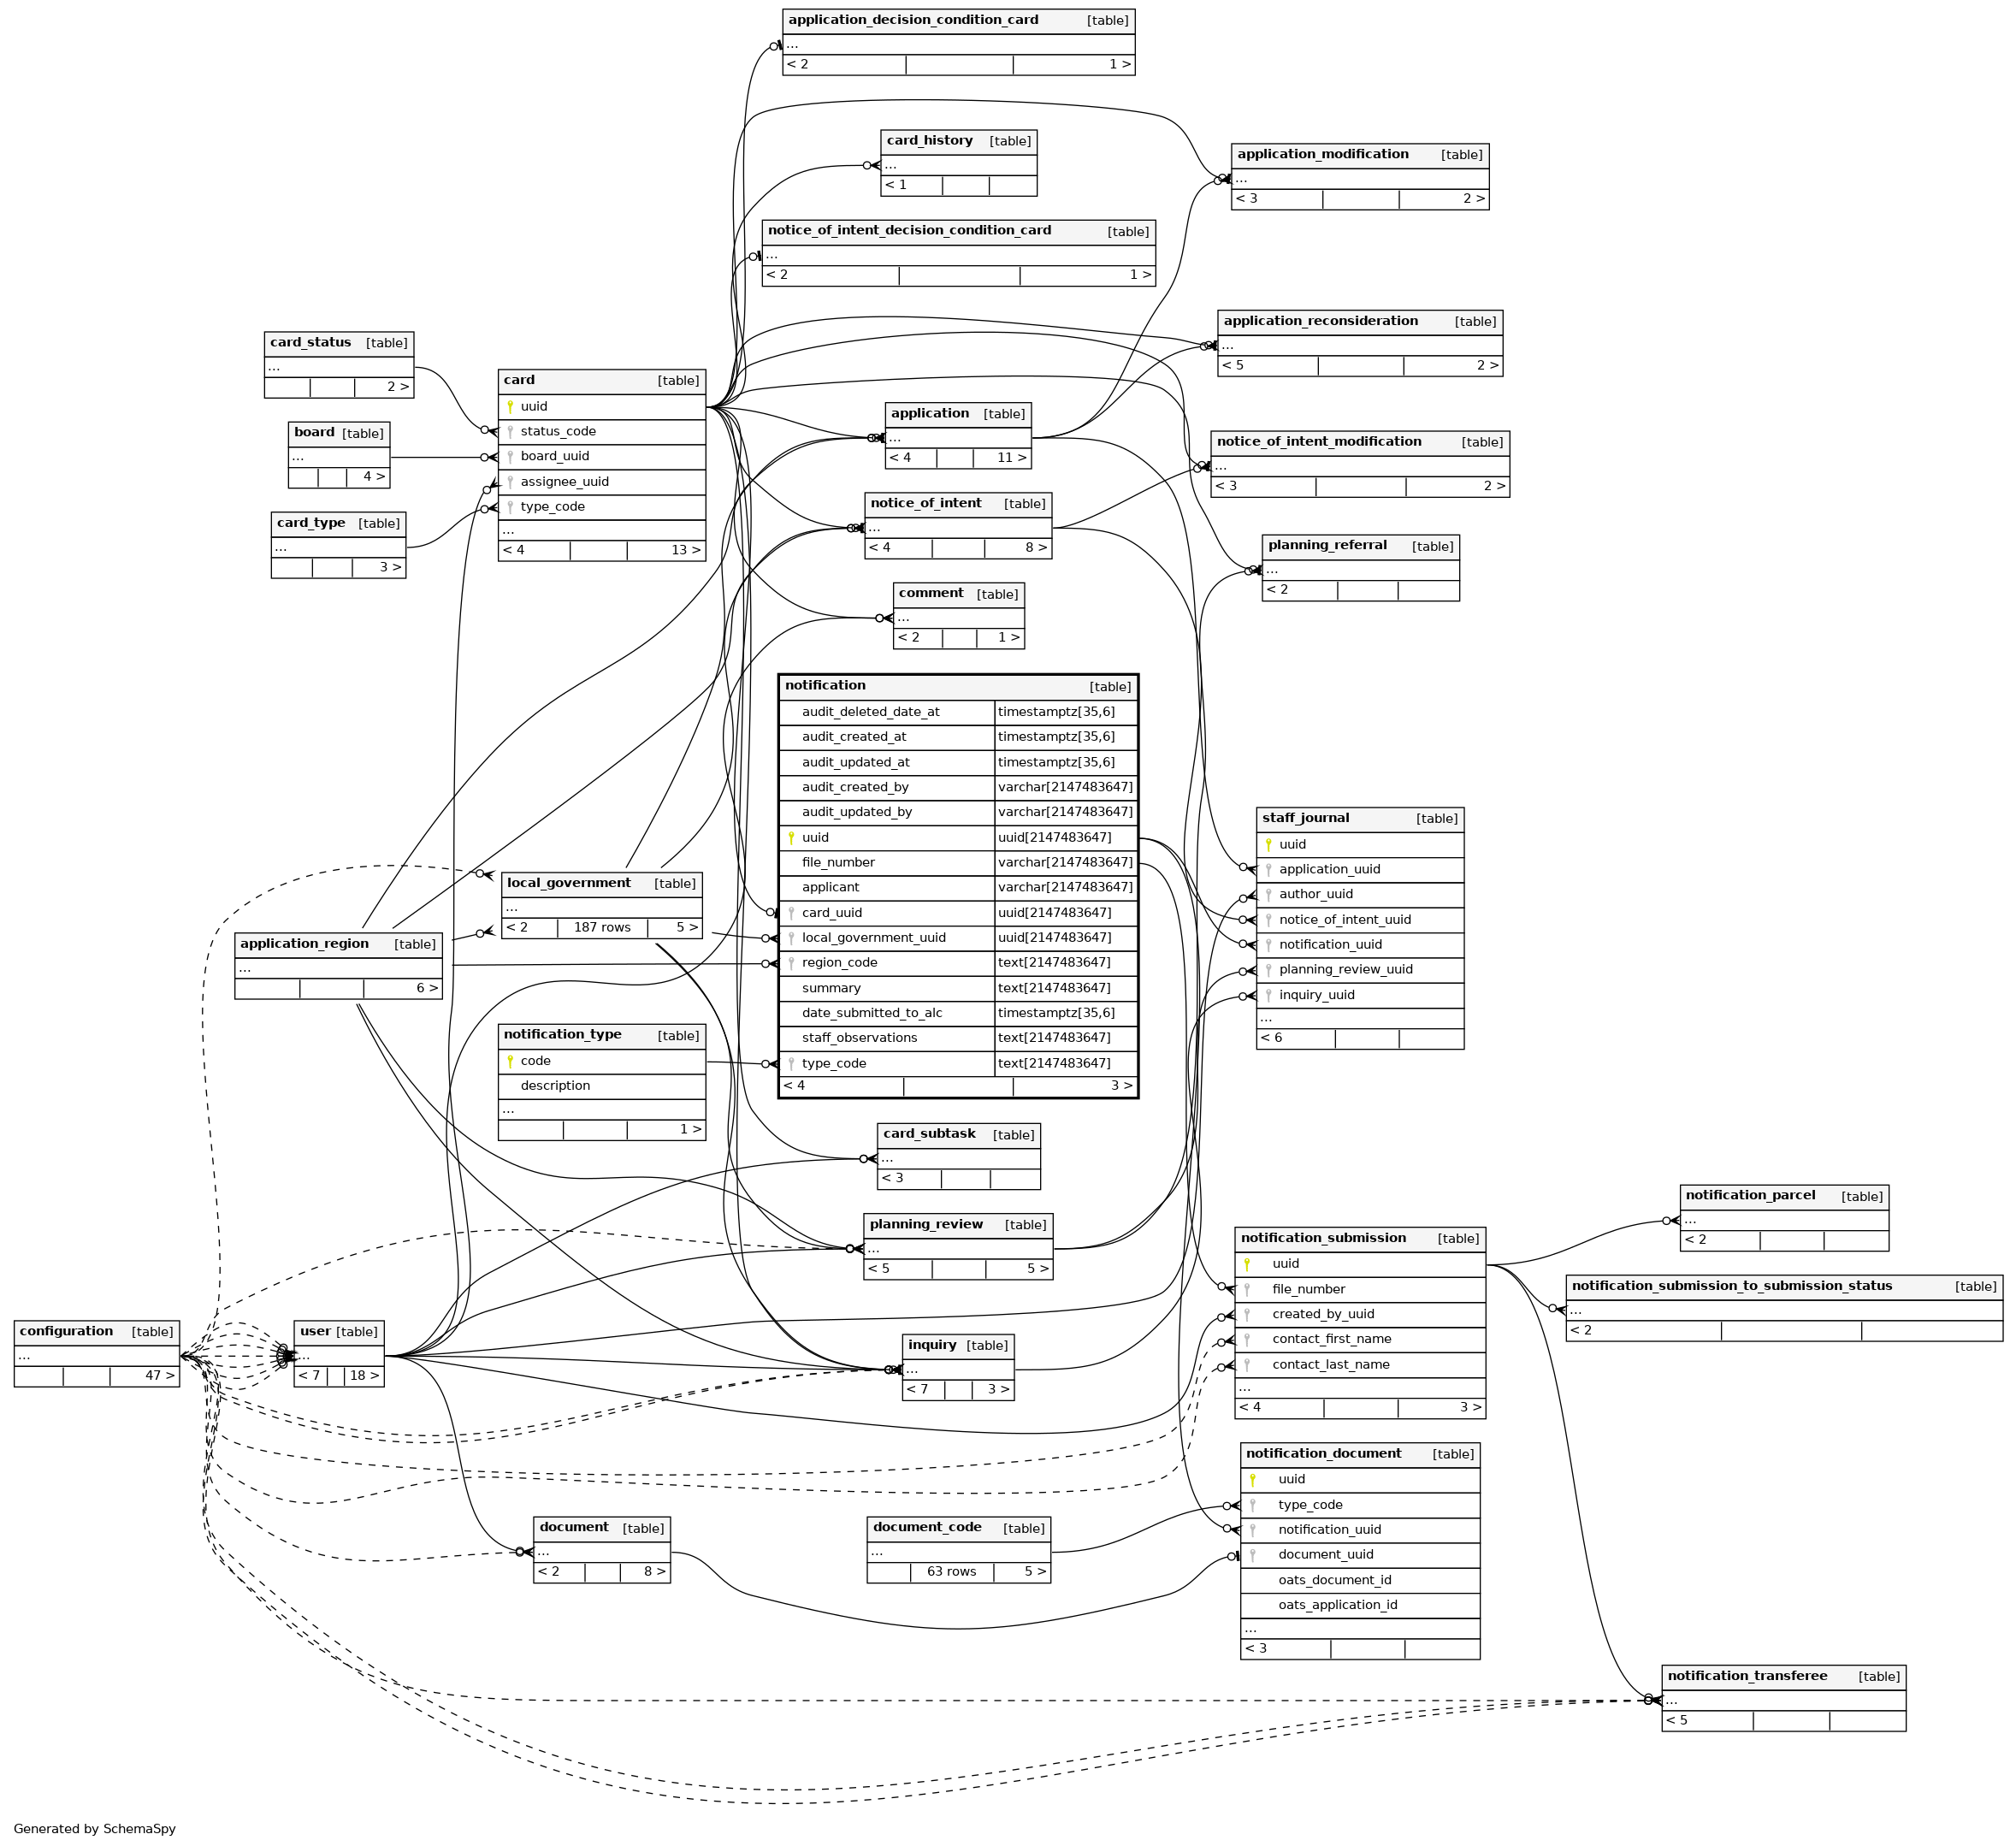 application_decision_condition_card [table]
...
< 2 1 >
card_history [table]
...
< 1
application_modification [table]
...
< 3 2 >
notice_of_intent_decision_condition_card [table]
...
< 2 1 >
application_reconsideration [table]
...
< 5 2 >
card_status [table]
...
2 >
card [table]
uuid
status_code
board_uuid
assignee_uuid
type_code
...
< 4 13 >
board [table]
...
4 >
card_type [table]
...
3 >
application [table]
...
< 4 11 >
notice_of_intent_modification [table]
...
< 3 2 >
notice_of_intent [table]
...
< 4 8 >
planning_referral [table]
...
< 2
comment [table]
...
< 2 1 >
notification [table]
audit_deleted_date_at timestamptz[35,6]
audit_created_at timestamptz[35,6]
audit_updated_at timestamptz[35,6]
audit_created_by varchar[2147483647]
audit_updated_by varchar[2147483647]
uuid uuid[2147483647]
file_number varchar[2147483647]
applicant varchar[2147483647]
card_uuid uuid[2147483647]
local_government_uuid uuid[2147483647]
region_code text[2147483647]
summary text[2147483647]
date_submitted_to_alc timestamptz[35,6]
staff_observations text[2147483647]
type_code text[2147483647]
< 4 3 >
staff_journal [table]
uuid
application_uuid
author_uuid
notice_of_intent_uuid
notification_uuid
planning_review_uuid
inquiry_uuid
...
< 6
local_government [table]
...
< 2 187 rows 5 >
application_region [table]
...
6 >
notification_type [table]
code
description
...
1 >
card_subtask [table]
...
< 3
planning_review [table]
...
< 5 5 >
notification_parcel [table]
...
< 2
notification_submission [table]
uuid
file_number
created_by_uuid
contact_first_name
contact_last_name
...
< 4 3 >
notification_submission_to_submission_status [table]
...
< 2
configuration [table]
...
47 >
user [table]
...
< 7 18 >
inquiry [table]
...
< 7 3 >
notification_document [table]
uuid
type_code
notification_uuid
document_uuid
oats_document_id
oats_application_id
...
< 3
document [table]
...
< 2 8 >
document_code [table]
...
63 rows 5 >
notification_transferee [table]
...
< 5
Generated by SchemaSpy